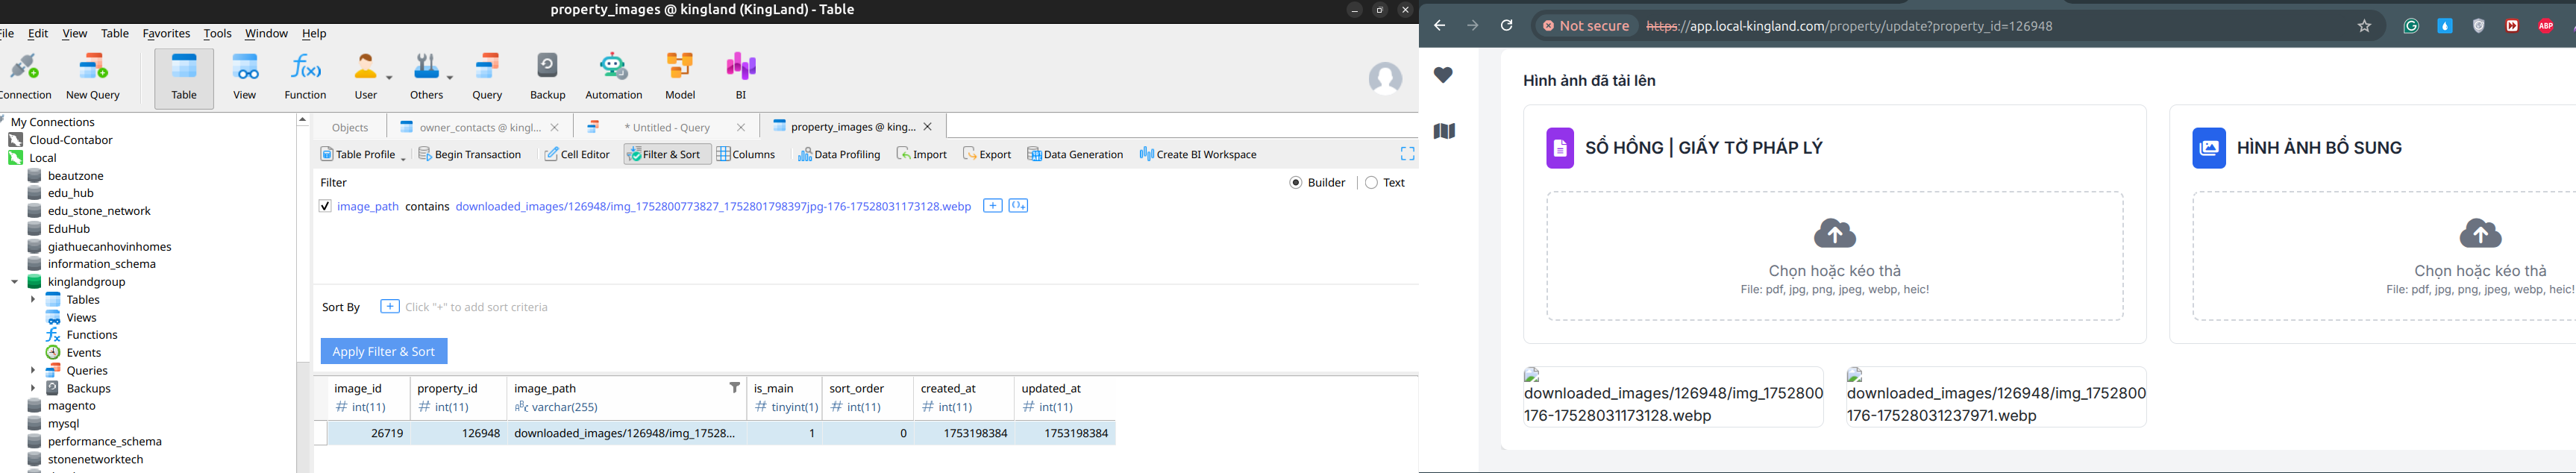 property_images @ kingland (KingLand) - Table
File Edit View Table Favorites Tools Window Help
Connection New Query Table View Function User Others Query Backup Automation Model BI
My Connections
Cloud-Contabor
Local
beautzone
edu_hub
edu_stone_network
EduHub
giathuecanhovinhomes
information_schema
kinglandgroup
Tables
Views
Functions
Events
Queries
Backups
magento
mysql
performance_schema
stonenetworktech
Objects owner_contacts @ kingl... * Untitled - Query property_images @ king...
Table Profile Begin Transaction Cell Editor Filter & Sort Columns Data Profiling Import Export Data Generation Create BI Workspace
Filter Builder Text
image_path contains downloaded_images/126948/img_1752800773827_1752801798397jpg-176-17528031173128.webp
Sort By Click "+" to add sort criteria
Apply Filter & Sort
image_id property_id image_path is_main sort_order created_at updated_at
# int(11) # int(11) ABc varchar(255) # tinyint(1) # int(11) # int(11) # int(11)
26719 126948 downloaded_images/126948/img_17528... 1 0 1753198384 1753198384
Not secure https://app.local-kingland.com/property/update?property_id=126948
ABP
Hình ảnh đã tải lên
SỔ HỒNG | GIẤY TỜ PHÁP LÝ
Chọn hoặc kéo thả
File: pdf, jpg, png, jpeg, webp, heic!
HÌNH ẢNH BỔ SUNG
Chọn hoặc kéo thả
File: pdf, jpg, png, jpeg, webp, heic!
downloaded_images/126948/img_1752800
176-17528031173128.webp
downloaded_images/126948/img_1752800
176-17528031237971.webp